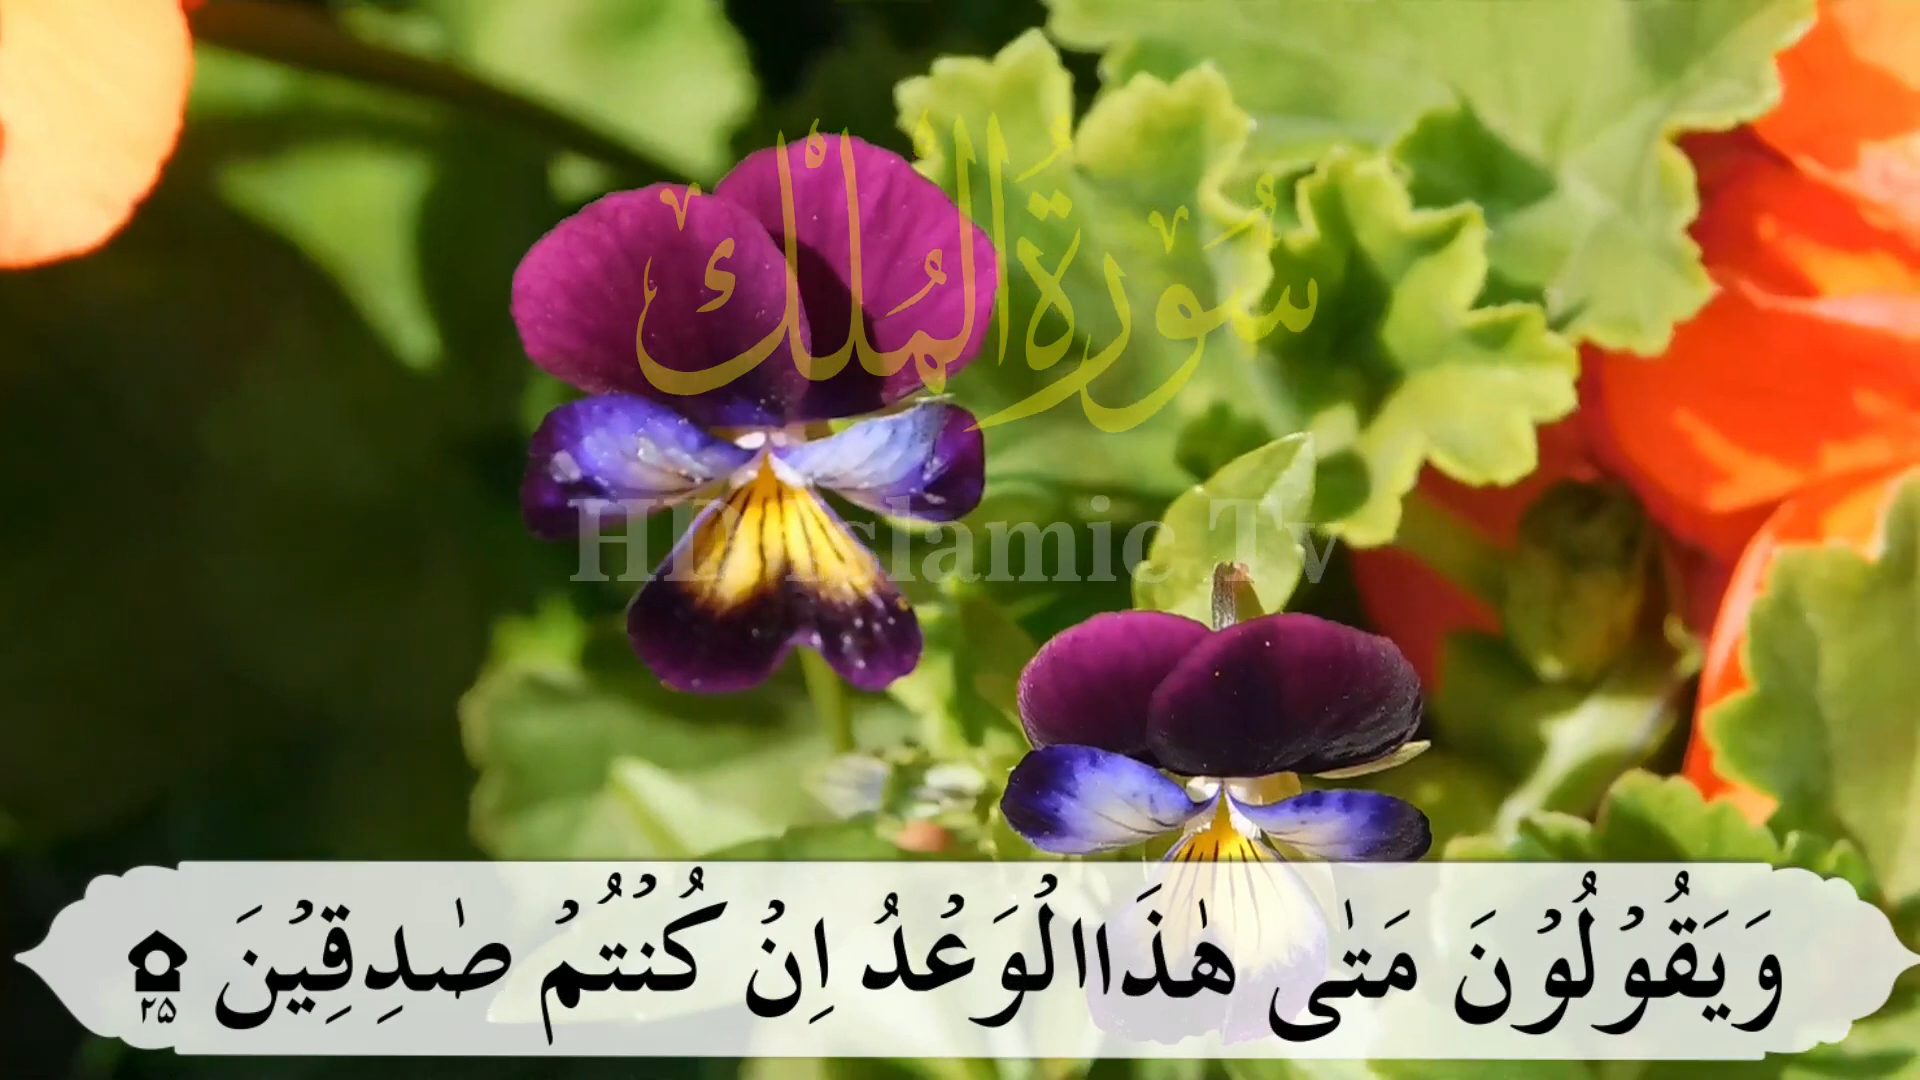 سُوْرَةُ الْمُلْك
HD Islamic Tv
وَيَقُوْلُوْنَ مَتٰى هٰذَا الْوَعْدُ اِنْ كُنْتُمْ صٰدِقِيْنَ ۲۵